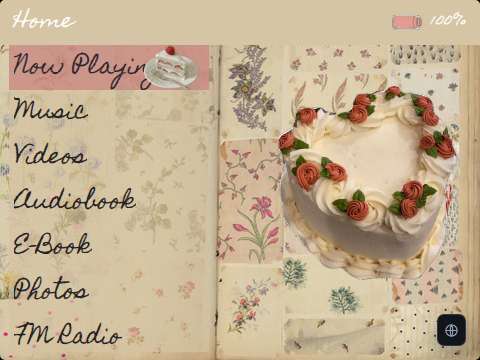 Home
100%
Now Playing
Music
Videos
Audiobook
E-Book
Photos
FM Radio